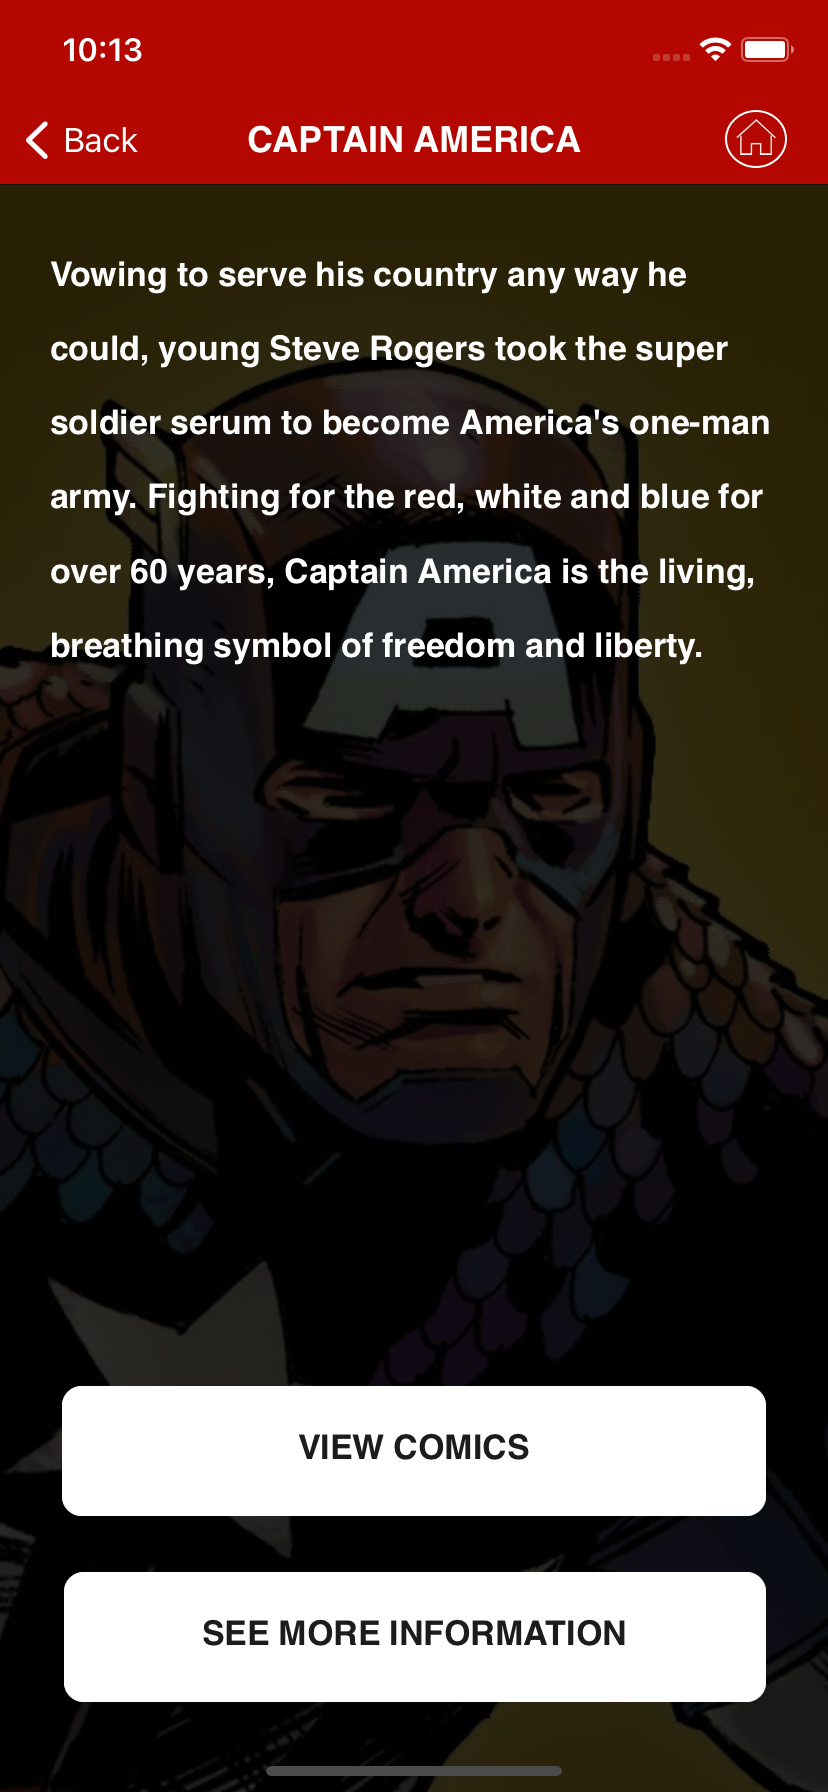 10:13
Back
CAPTAIN AMERICA
Vowing to serve his country any way he
could, young Steve Rogers took the super
soldier serum to become America's one-man
army. Fighting for the red, white and blue for
over 60 years, Captain America is the living,
breathing symbol of freedom and liberty.
A
VIEW COMICS
SEE MORE INFORMATION